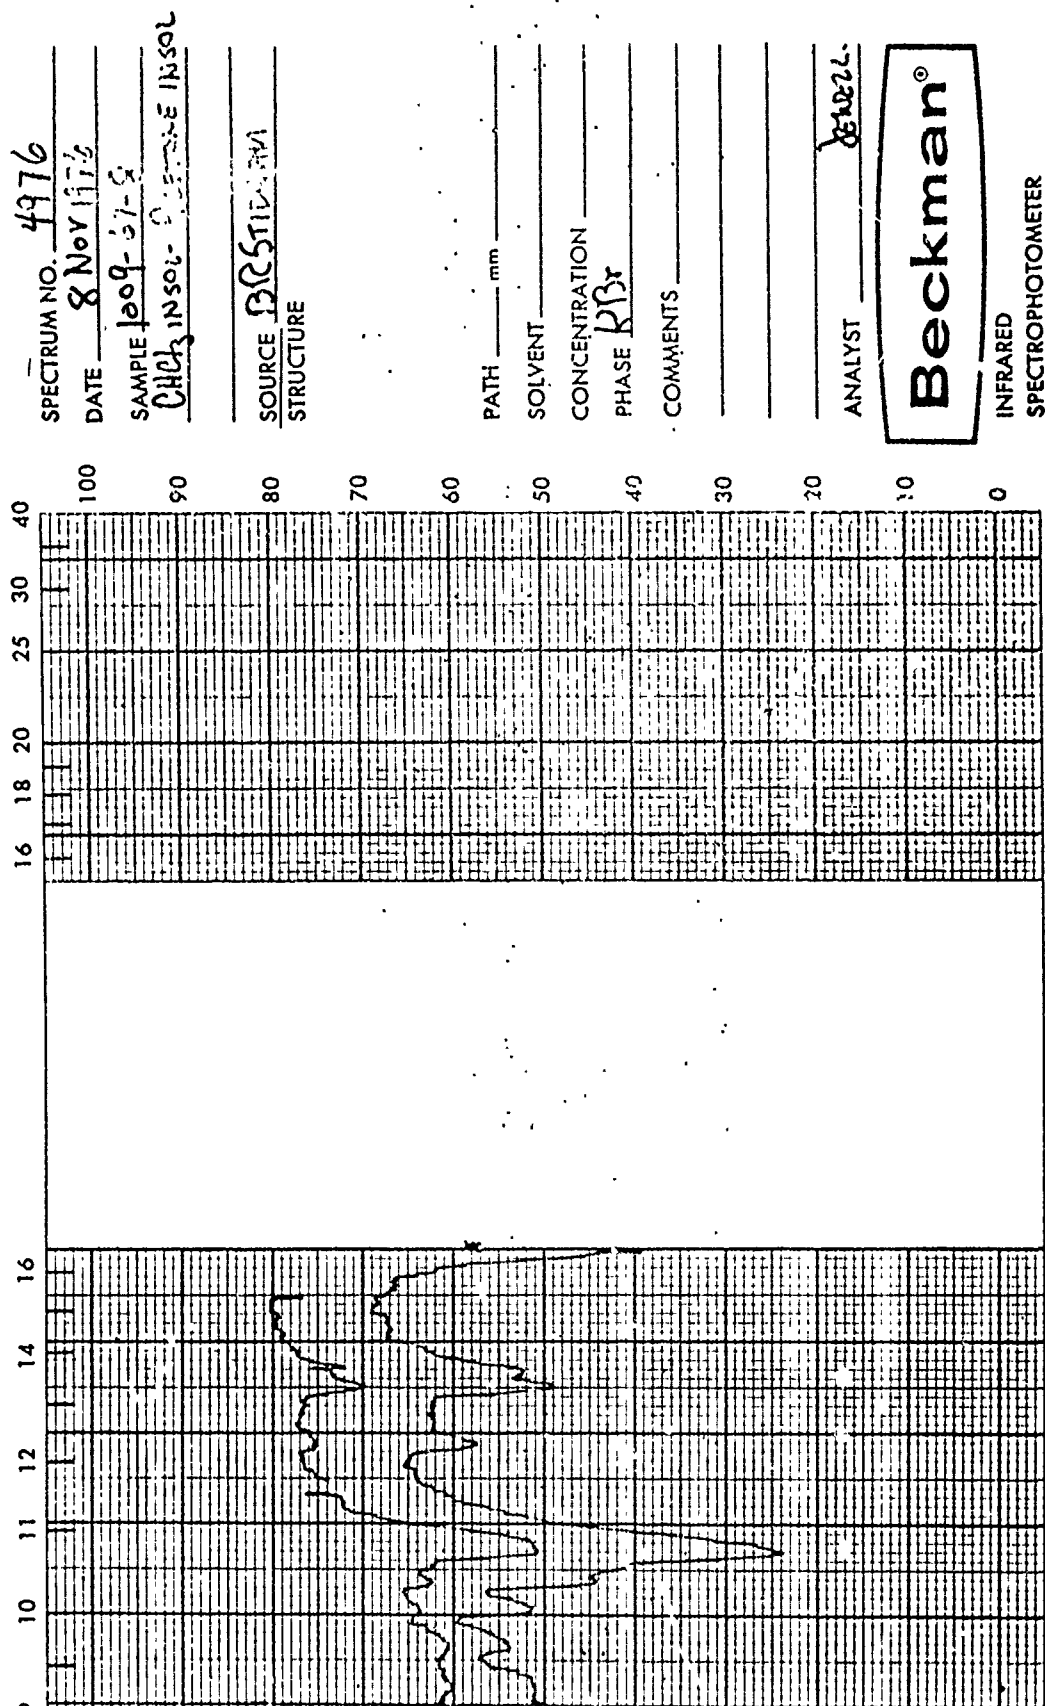 SPECTRUM NO. 4976
DATE 8 Nov
SAMPLE
CHCl3 INSOL- INSOL
SOURCE
STRUCTURE
PATH mm
SOLVENT
CONCENTRATION
PHASE KBr
COMMENTS
ANALYST
Beckman®
INFRARED
SPECTROPHOTOMETER
100
90
80
70
60
50
40
30
20
10
0
10 11 12 14 16
16 18 20 25 30 40